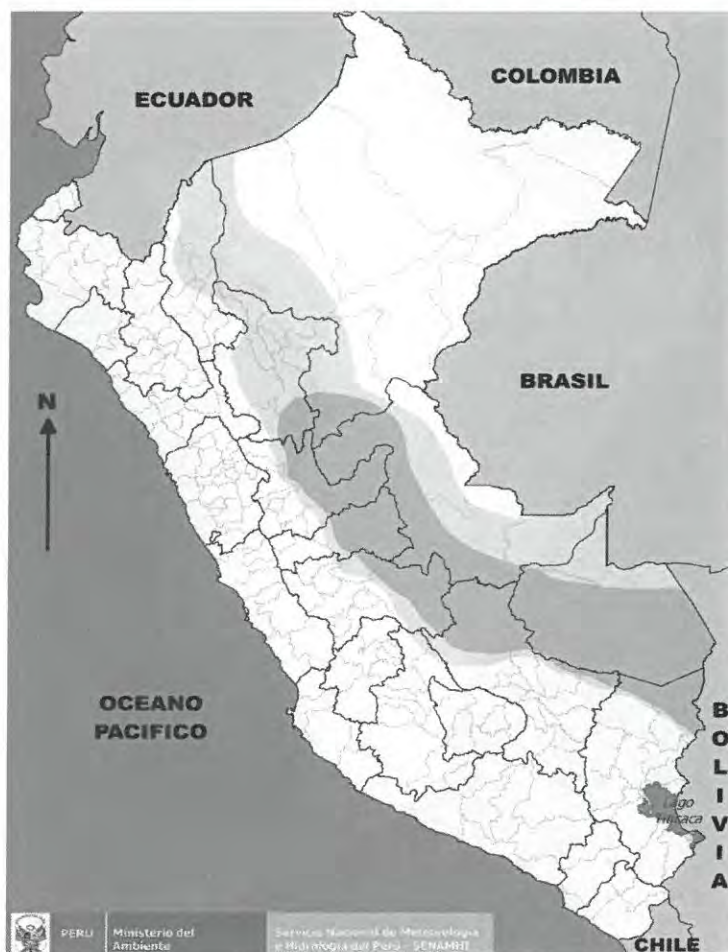 COLOMBIA
ECUADOR
BRASIL
N
OCEANO
PACIFICO
BOLIVIA
Lago
Titicaca
PERU
Ministerio del
Ambiente
Servicio Nacional de Meteorología
e Hidrología del Perú - SENAMHI
CHILE